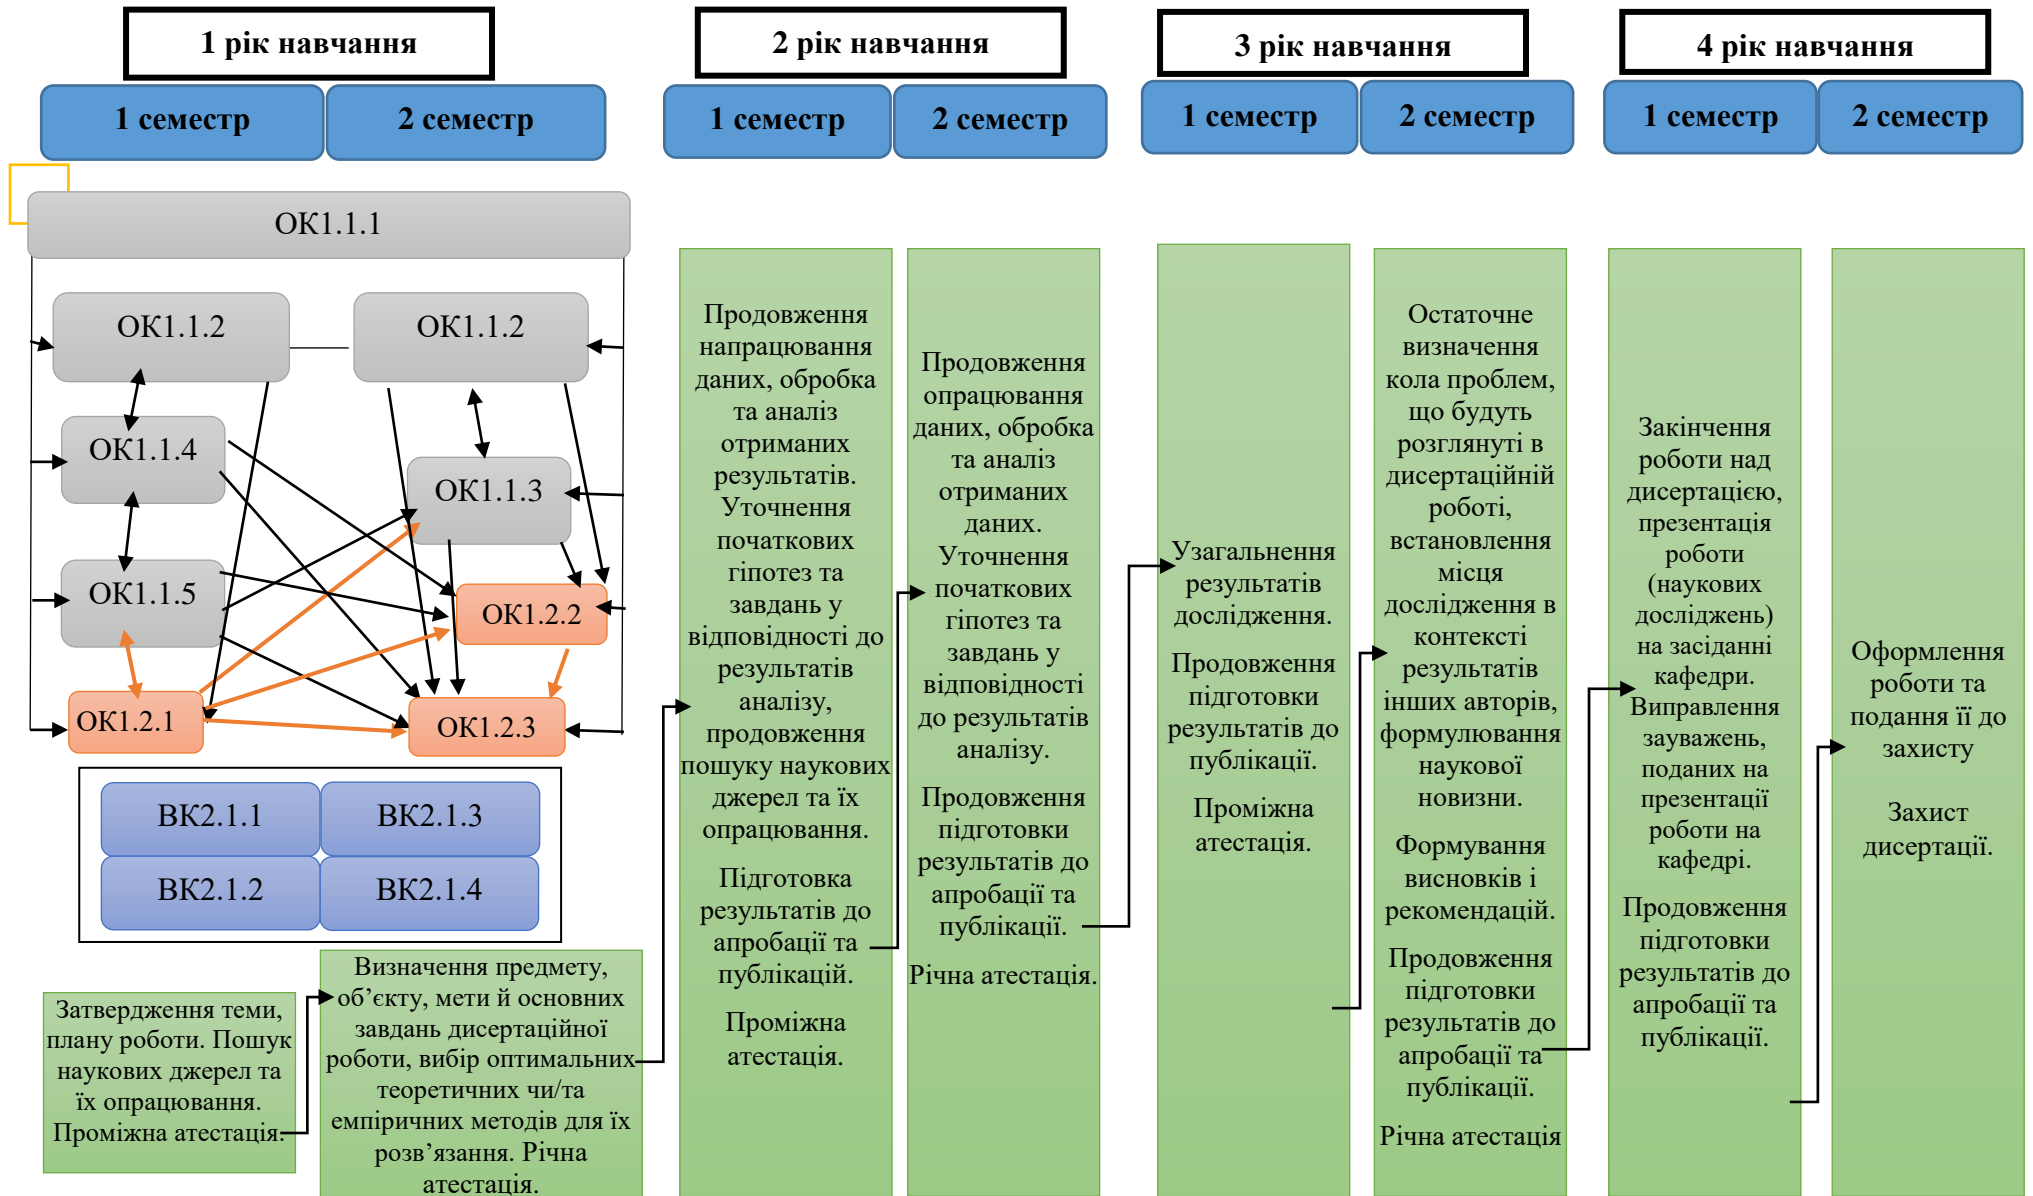 1 рік навчання
2 рік навчання
3 рік навчання
4 рік навчання
1 семестр
2 семестр
1 семестр
2 семестр
1 семестр
2 семестр
1 семестр
2 семестр
ОК1.1.1
ОК1.1.2
ОК1.1.2
ОК1.1.4
ОК1.1.3
ОК1.1.5
ОК1.2.2
ОК1.2.1
ОК1.2.3
ВК2.1.1
ВК2.1.3
ВК2.1.2
ВК2.1.4
Затвердження теми,
плану роботи. Пошук
наукових джерел та
їх опрацювання.
Проміжна атестація.
Визначення предмету,
об’єкту, мети й основних
завдань дисертаційної
роботи, вибір оптимальних
теоретичних чи/та
емпіричних методів для їх
розв’язання. Річна
атестація.
Продовження
напрацювання
даних, обробка
та аналіз
отриманих
результатів.
Уточнення
початкових
гіпотез та
завдань у
відповідності до
результатів
аналізу,
продовження
пошуку наукових
джерел та їх
опрацювання.
Підготовка
результатів до
апробації та
публікацій.
Проміжна
атестація.
Продовження
опрацювання
даних, обробка
та аналіз
отриманих
даних.
Уточнення
початкових
гіпотез та
завдань у
відповідності
до результатів
аналізу.
Продовження
підготовки
результатів до
апробації та
публікації.
Річна атестація.
Узагальнення
результатів
дослідження.
Продовження
підготовки
результатів до
публікації.
Проміжна
атестація.
Остаточне
визначення
кола проблем,
що будуть
розглянуті в
дисертаційній
роботі,
встановлення
місця
дослідження в
контексті
результатів
інших авторів,
формулювання
наукової
новизни.
Формування
висновків і
рекомендацій.
Продовження
підготовки
результатів до
апробації та
публікації.
Річна атестація
Закінчення
роботи над
дисертацією,
презентація
роботи
(наукових
досліджень)
на засіданні
кафедри.
Виправлення
зауважень,
поданих на
презентації
роботи на
кафедрі.
Продовження
підготовки
результатів до
апробації та
публікації.
Оформлення
роботи та
подання її до
захисту
Захист
дисертації.